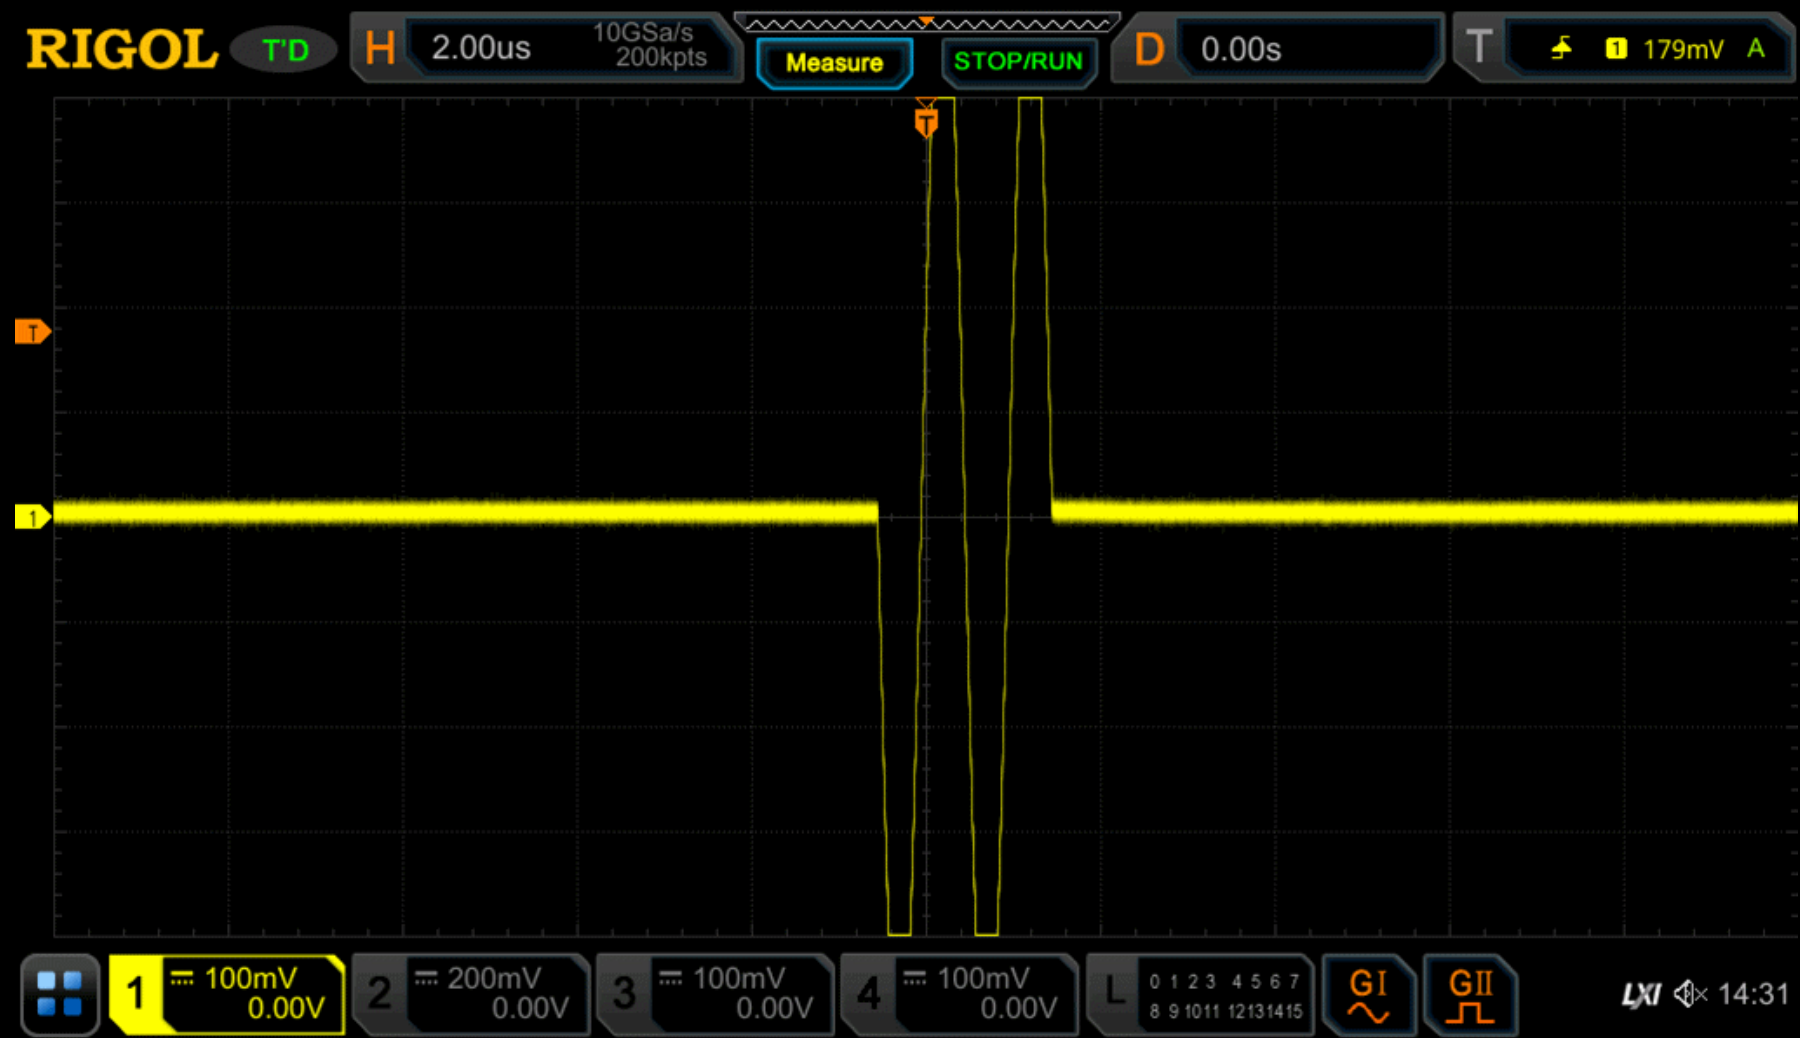 RIGOL T'D H 2.00us 10GSa/s 200kpts Measure STOP/RUN D 0.00s T 1 179mV A
T
T
1
1 100mV 0.00V 2 200mV 0.00V 3 100mV 0.00V 4 100mV 0.00V L 0 1 2 3 4 5 6 7 GI GII LXI 14:31
8 9 10 11 12 13 14 15